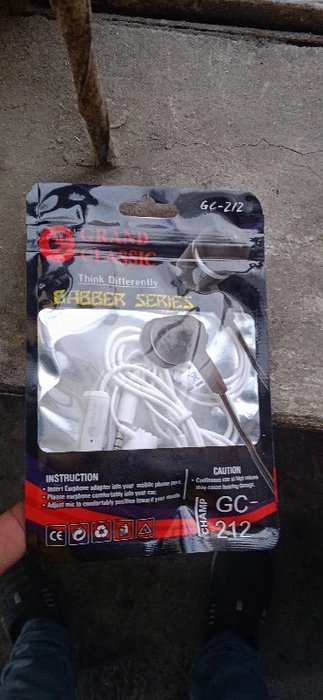 GC-212
GRAND
CLASSIC
Think Differently
GABBER SERIES
INSTRUCTION
• Insert Earphone adapter into your mobile phone port.
• Please earphone comfortably into your ear,
• Adjust mic to comfortably positioe toward your mouth
CAUTION
• Continuous use at high volume
may cause hearing damage.
CHAMP
GC-
212
CE